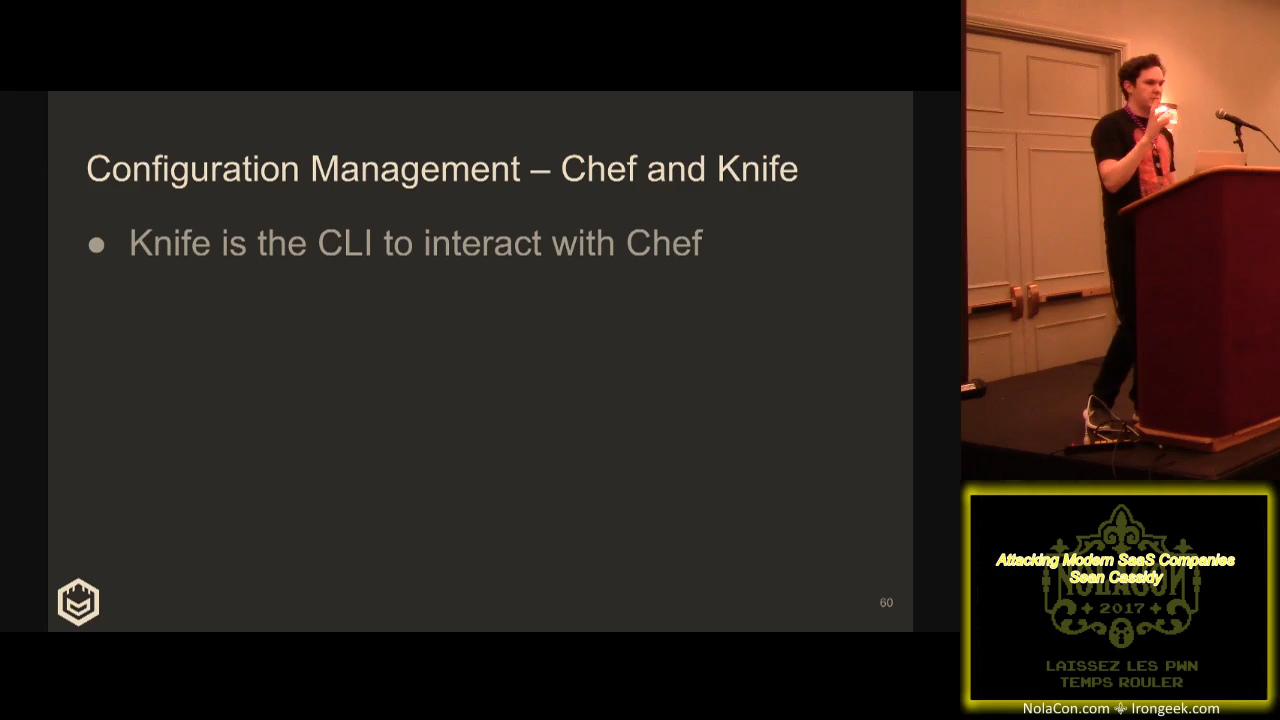 Configuration Management – Chef and Knife
● Knife is the CLI to interact with Chef
60
Attacking Modern SaaS Companies
Sean Cassidy
NOLACON
2017
LAISSEZ LES PWN
TEMPS ROULER
NolaCon.com ⚜ Irongeek.com